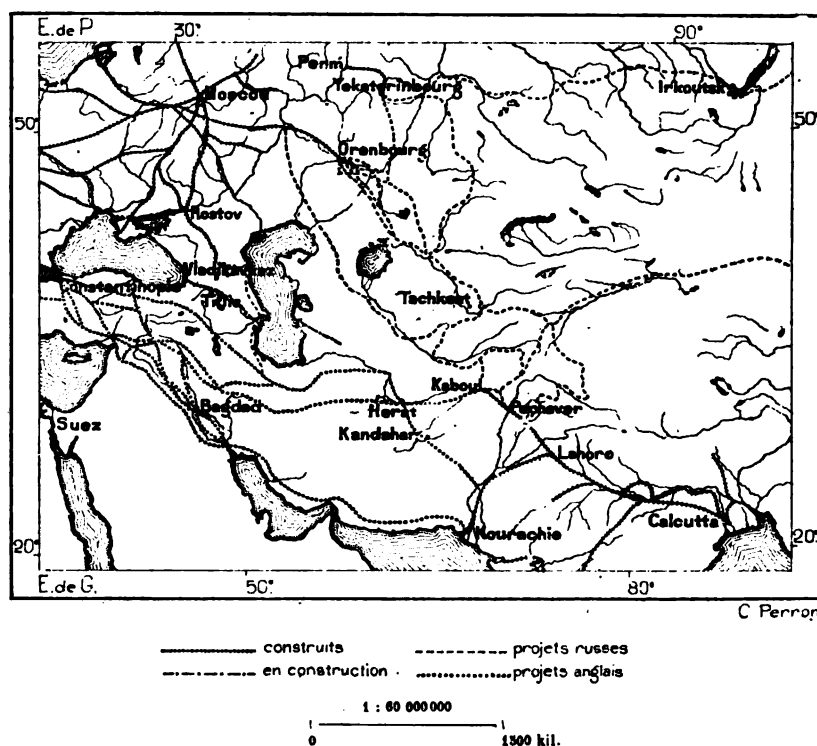 E. de P. 30° 90°
Perm
Moscou Yekaterinbourg Irkoutsk
50° 50°
Orenbourg
Rostov
Vladikavkaz
Constantinople
Tiflis Tachkent
Kaboul
Bagdad Herat Pechaver
Suez Kandahar
Lahore
Calcutta
Kourachie
20° 20°
E. de G. 50° 80°
C Perron
construits projets russes
en construction projets anglais
1 : 60 000 000
0 1500 kil.